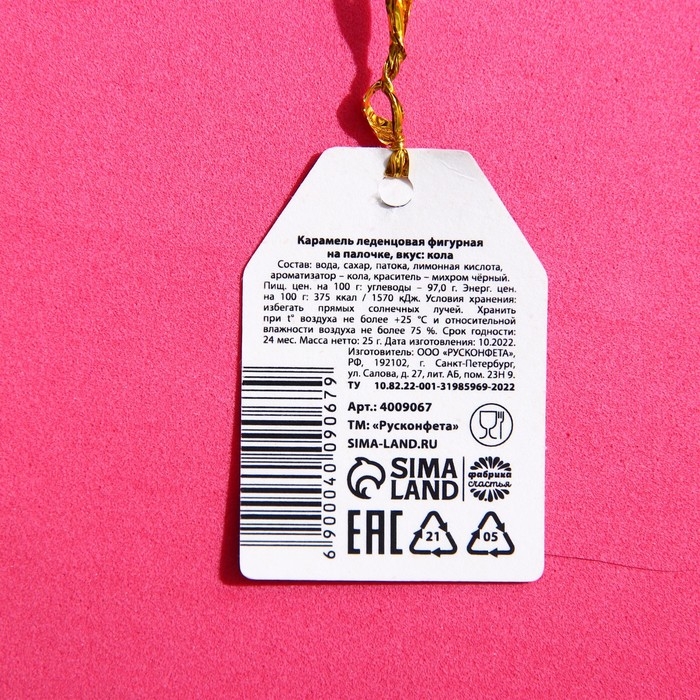 Карамель леденцовая фигурная
на палочке, вкус: кола
Состав: вода, сахар, патока, лимонная кислота,
ароматизатор – кола, краситель – михром чёрный.
Пищ. цен. на 100 г: углеводы – 97,0 г. Энерг. цен.
на 100 г: 375 ккал / 1570 кДж. Условия хранения:
избегать прямых солнечных лучей. Хранить
при t° воздуха не более +25 °С и относительной
влажности воздуха не более 75 %. Срок годности:
24 мес. Масса нетто: 25 г. Дата изготовления: 10.2022.
Изготовитель: ООО «РУСКОНФЕТА»,
РФ, 192102, г. Санкт-Петербург,
ул. Салова, д. 27, лит. АБ, пом. 23Н 9.
ТУ 10.82.22-001-31985969-2022
Арт.: 4009067
ТМ: «Русконфета»
SIMA-LAND.RU
SIMA
LAND
фабрика
счастья
EAC
21
05
6 900040 090679